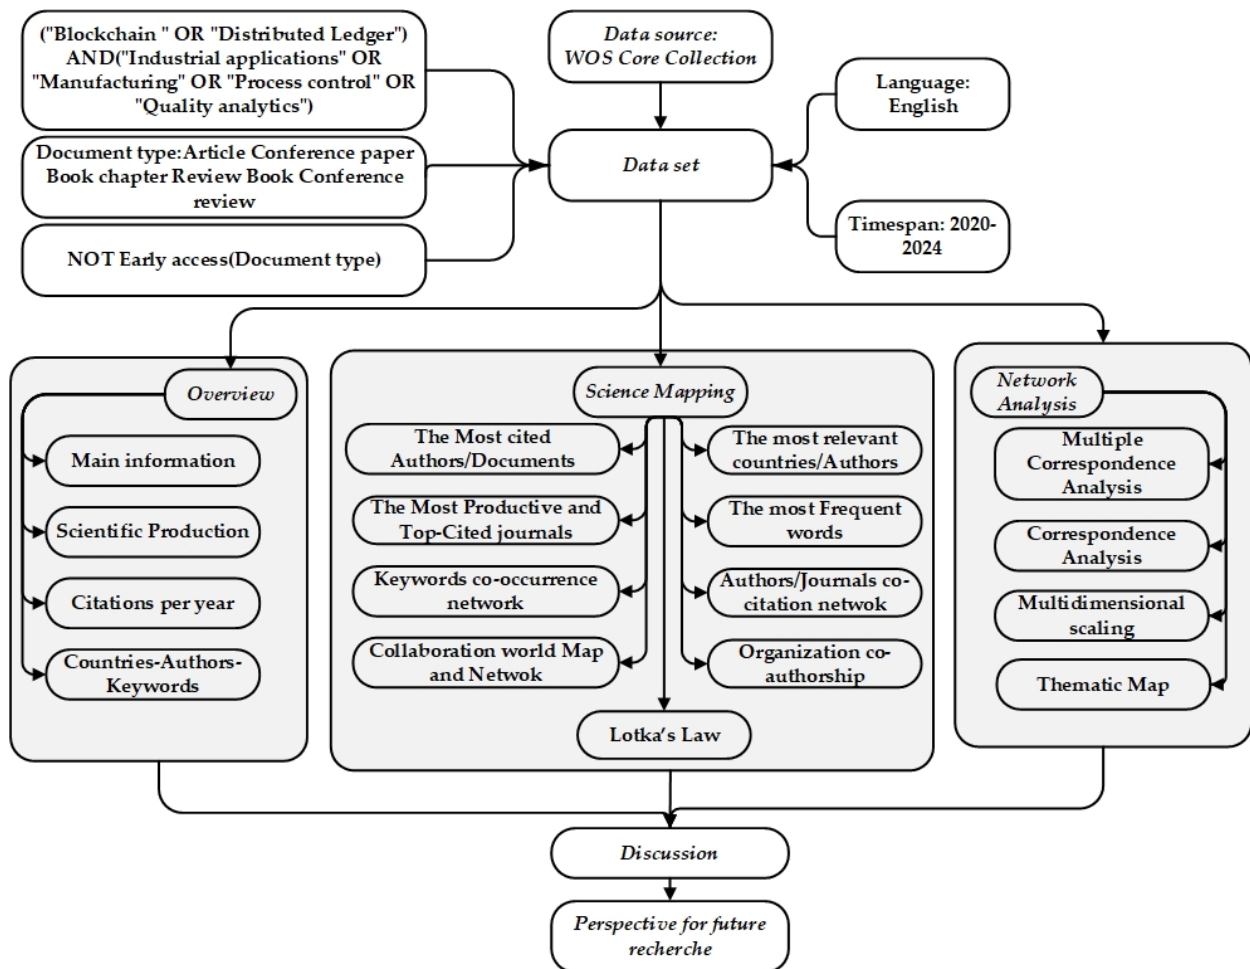 ("Blockchain " OR "Distributed Ledger")
AND("Industrial applications" OR
"Manufacturing" OR "Process control" OR
"Quality analytics")
Data source:
WOS Core Collection
Language:
English
Document type:Article Conference paper
Book chapter Review Book Conference
review
Data set
NOT Early access(Document type)
Timespan: 2020-
2024
Overview
Main information
Scientific Production
Citations per year
Countries-Authors-
Keywords
Science Mapping
The Most cited
Authors/Documents
The most relevant
countries/Authors
The Most Productive and
Top-Cited journals
The most Frequent
words
Keywords co-occurrence
network
Authors/Journals co-
citation netwok
Collaboration world Map
and Netwok
Organization co-
authorship
Lotka's Law
Network
Analysis
Multiple
Correspondence
Analysis
Correspondence
Analysis
Multidimensional
scaling
Thematic Map
Discussion
Perspective for future
recherche